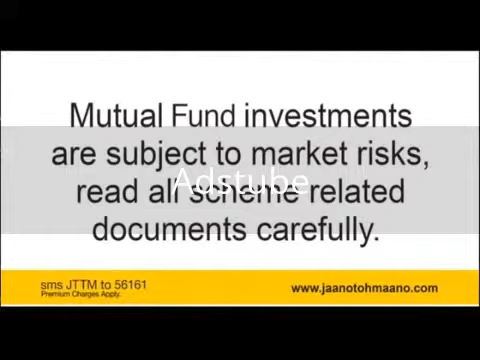 Mutual Fund investments
are subject to market risks,
read all scheme related
documents carefully.
Adstube
sms JTTM to 56161
Premium Charges Apply.
www.jaanotohmaano.com